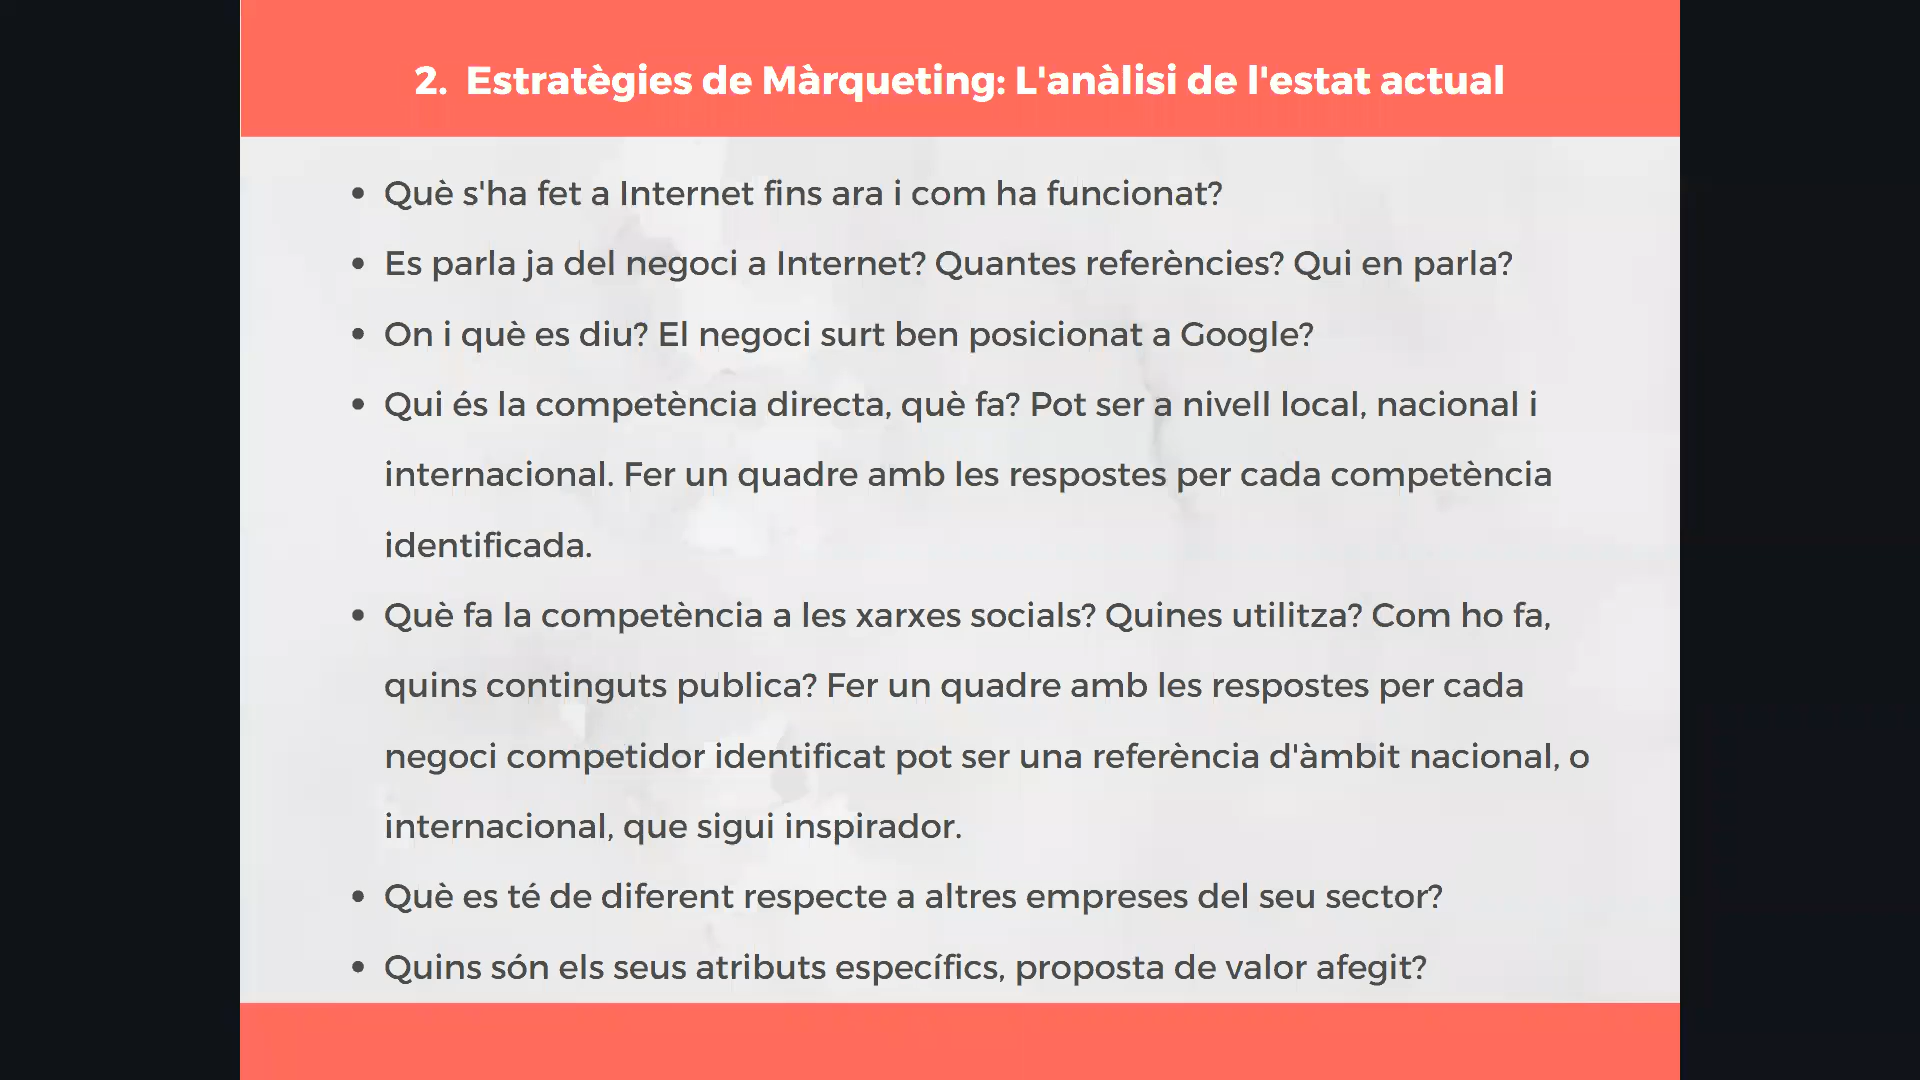 2. Estratègies de Màrqueting: L'anàlisi de l'estat actual
• Què s'ha fet a Internet fins ara i com ha funcionat?
• Es parla ja del negoci a Internet? Quantes referències? Qui en parla?
• On i què es diu? El negoci surt ben posicionat a Google?
• Qui és la competència directa, què fa? Pot ser a nivell local, nacional i
internacional. Fer un quadre amb les respostes per cada competència
identificada.
• Què fa la competència a les xarxes socials? Quines utilitza? Com ho fa,
quins continguts publica? Fer un quadre amb les respostes per cada
negoci competidor identificat pot ser una referència d'àmbit nacional, o
internacional, que sigui inspirador.
• Què es té de diferent respecte a altres empreses del seu sector?
• Quins són els seus atributs específics, proposta de valor afegit?